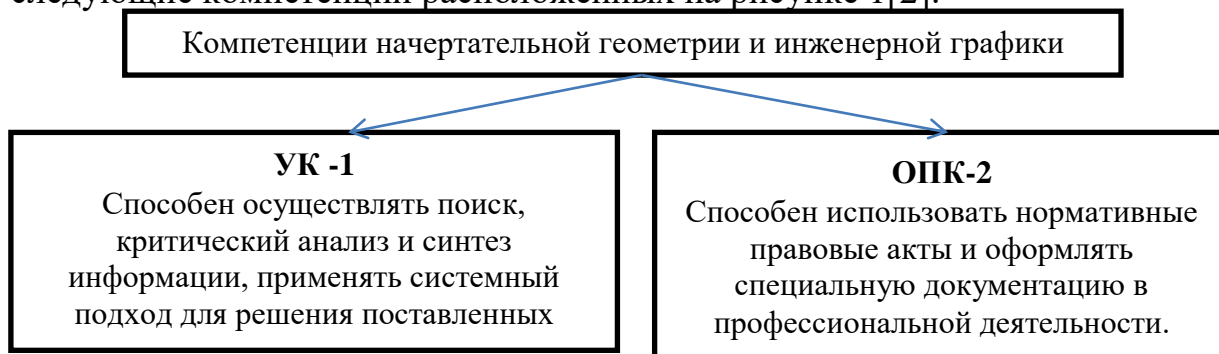 следующие компетенции расположенных на рисунке 1[2].
Компетенции начертательной геометрии и инженерной графики
УК -1
Способен осуществлять поиск,
критический анализ и синтез
информации, применять системный
подход для решения поставленных
ОПК-2
Способен использовать нормативные
правовые акты и оформлять
специальную документацию в
профессиональной деятельности.